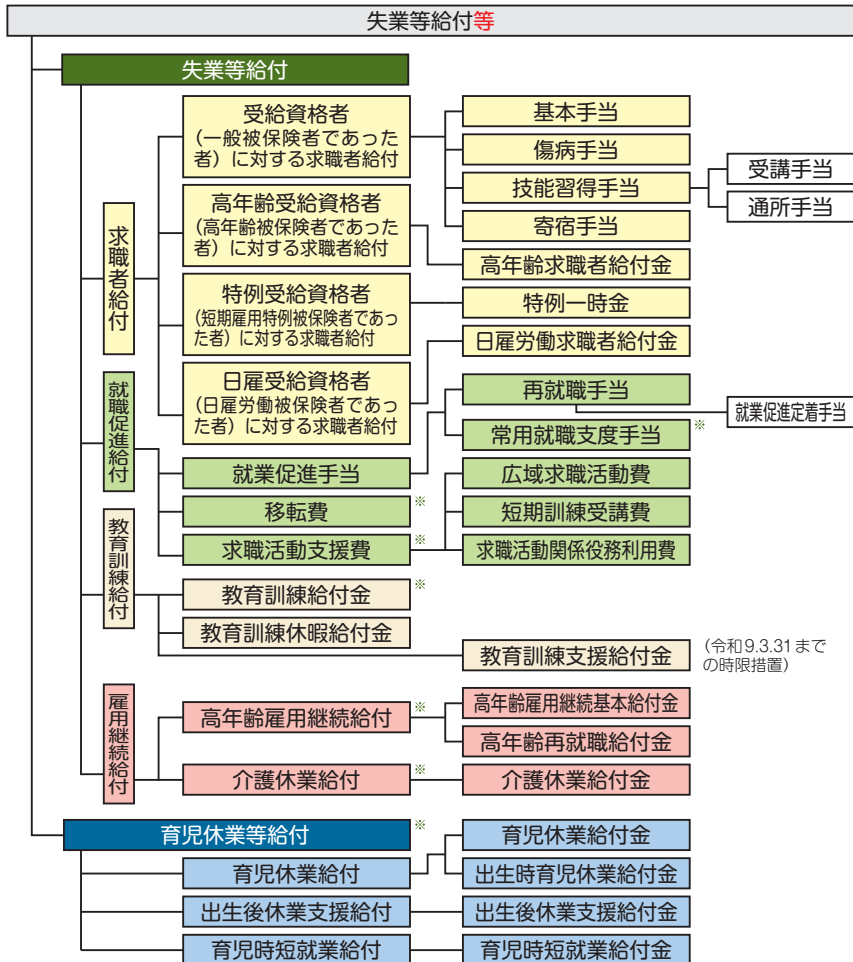 失業等給付等
失業等給付
求職者給付
受給資格者
(一般被保険者であった
者)に対する求職者給付
基本手当
傷病手当
技能習得手当
受講手当
通所手当
寄宿手当
高年齢受給資格者
(高年齢被保険者であった
者)に対する求職者給付
高年齢求職者給付金
特例受給資格者
(短期雇用特例被保険者であっ
た者)に対する求職者給付
特例一時金
日雇受給資格者
(日雇労働被保険者であっ
た者)に対する求職者給付
日雇労働求職者給付金
就職促進給付
就業促進手当
再就職手当
就業促進定着手当
常用就職支度手当※
移転費※
求職活動支援費※
広域求職活動費
短期訓練受講費
求職活動関係役務利用費
教育訓練給付
教育訓練給付金※
教育訓練休暇給付金
教育訓練支援給付金
(令和9.3.31まで
の時限措置)
雇用継続給付
高年齢雇用継続給付※
高年齢雇用継続基本給付金
高年齢再就職給付金
介護休業給付※
介護休業給付金
育児休業等給付※
育児休業給付
育児休業給付金
出生時育児休業給付金
出生後休業支援給付
出生後休業支援給付金
育児時短就業給付
育児時短就業給付金